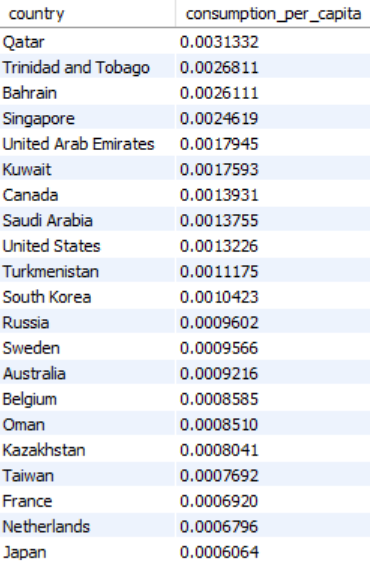 country consumption_per_capita
Qatar 0.0031332
Trinidad and Tobago 0.0026811
Bahrain 0.0026111
Singapore 0.0024619
United Arab Emirates 0.0017945
Kuwait 0.0017593
Canada 0.0013931
Saudi Arabia 0.0013755
United States 0.0013226
Turkmenistan 0.0011175
South Korea 0.0010423
Russia 0.0009602
Sweden 0.0009566
Australia 0.0009216
Belgium 0.0008585
Oman 0.0008510
Kazakhstan 0.0008041
Taiwan 0.0007692
France 0.0006920
Netherlands 0.0006796
Japan 0.0006064